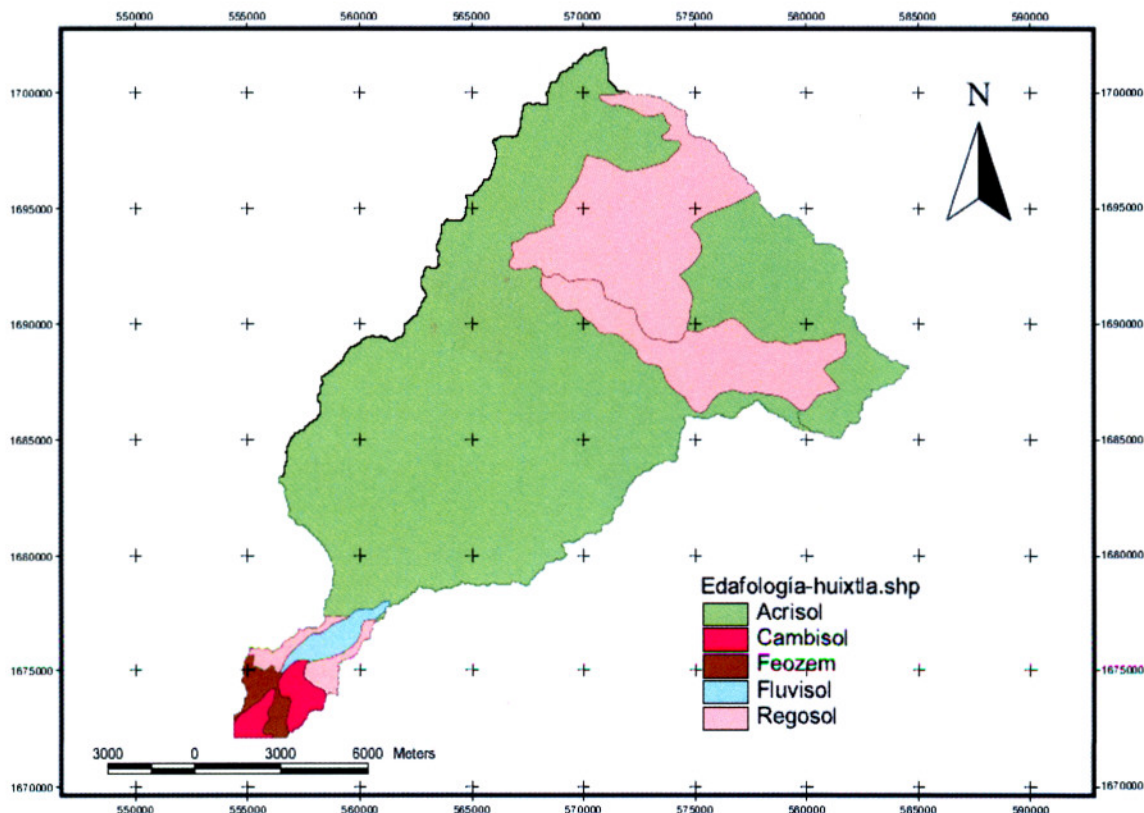 550000 555000 560000 565000 570000 575000 580000 585000 590000
N
1700000 1700000
1695000 1695000
1690000 1690000
1685000 1685000
1680000 1680000
1675000 1675000
1670000 1670000
Edafología-huixtla.shp
Acrisol
Cambisol
Feozem
Fluvisol
Regosol
3000 0 3000 6000 Meters
550000 555000 560000 565000 570000 575000 580000 585000 590000